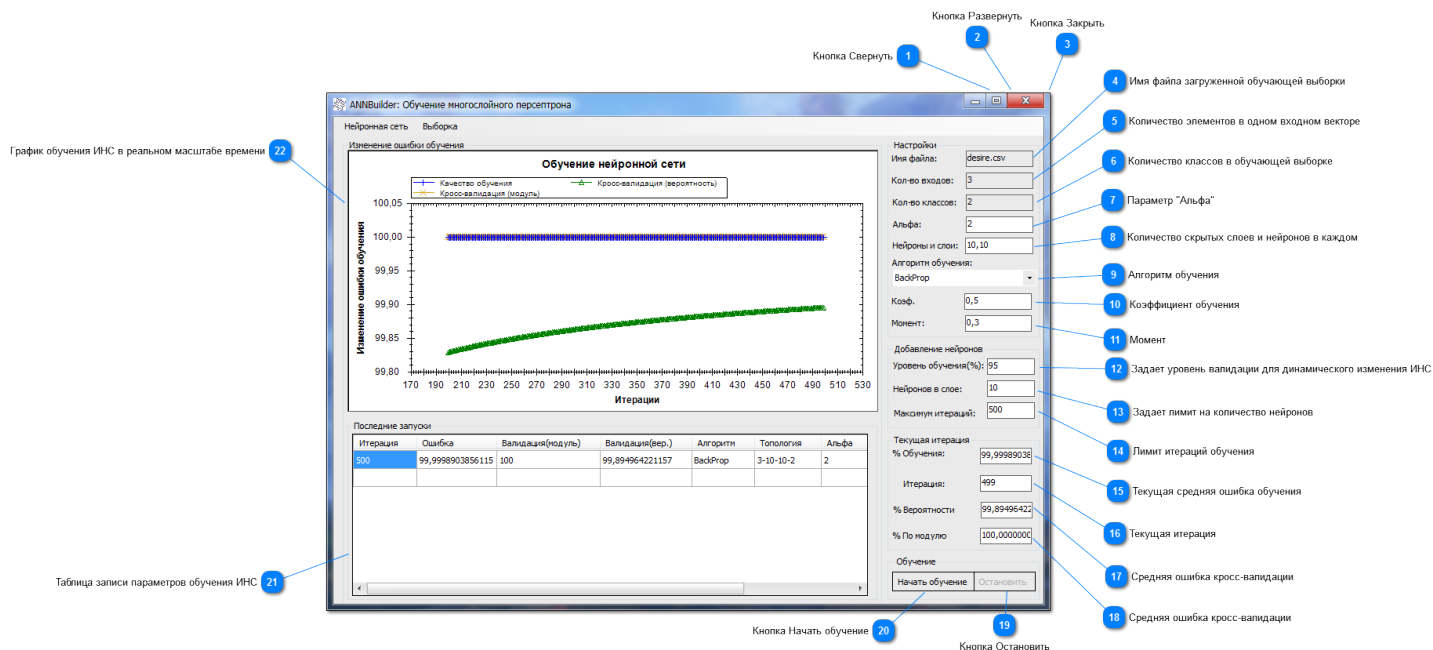 Кнопка Развернуть
2
Кнопка Закрыть
3
Кнопка Свернуть
1
4
Имя файла загруженной обучающей выборки
5
Количество элементов в одном входном векторе
6
Количество классов в обучающей выборке
7
Параметр "Альфа"
8
Количество скрытых слоев и нейронов в каждом
9
Алгоритм обучения
10
Коэффициент обучения
11
Момент
12
Задает уровень валидации для динамического изменения ИНС
13
Задает лимит на количество нейронов
14
Лимит итераций обучения
15
Текущая средняя ошибка обучения
16
Текущая итерация
17
Средняя ошибка кросс-валидации
18
Средняя ошибка кросс-валидации
19
Кнопка Остановить
Кнопка Начать обучение
20
Таблица записи параметров обучения ИНС
21
График обучения ИНС в реальном масштабе времени
22
ANNBuilder: Обучение многослойного персептрона
Нейронная сеть Выборка
Изменение ошибки обучения
Обучение нейронной сети
Качество обучения
Кросс-валидация (вероятность)
Кросс-валидация (модуль)
Изменение ошибки обучения
100,05
100,00
99,95
99,90
99,85
99,80
170 190 210 230 250 270 290 310 330 350 370 390 410 430 450 470 490 510 530
Итерации
Последние запуски
Итерация Ошибка Валидация(модуль) Валидация(вер.) Алгоритм Топология Альфа
500 99,9998903856115 100 99,894964221157 BackProp 3-10-10-2 2
Настройки
Имя файла: desire.csv
Кол-во входов: 3
Кол-во классов: 2
Альфа: 2
Нейроны и слои: 10,10
Алгоритм обучения:
BackProp
Коэф. 0,5
Момент: 0,3
Добавление нейронов
Уровень обучения(%): 95
Нейронов в слое: 10
Максимум итераций: 500
Текущая итерация
% Обучения: 99,99989038
Итерация: 499
% Вероятности 99,89496422
% По модулю 100,0000000
Обучение
Начать обучение Остановить